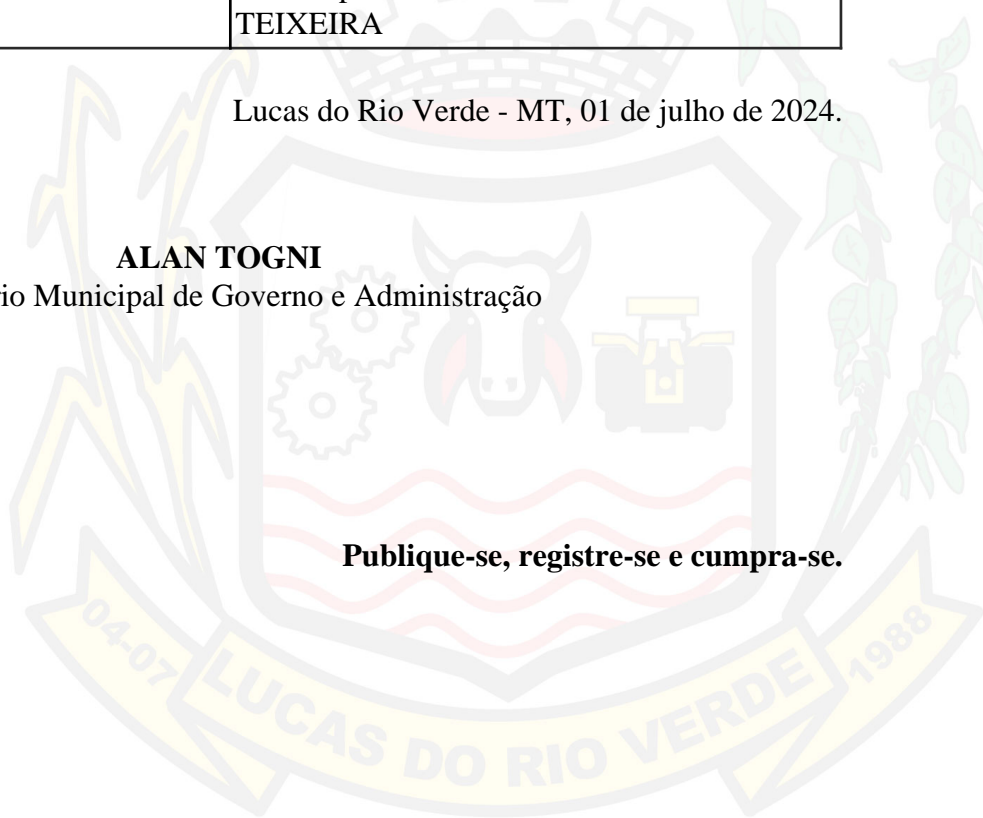 TEIXEIRA
Lucas do Rio Verde - MT, 01 de julho de 2024.
ALAN TOGNI
rio Municipal de Governo e Administração
Publique-se, registre-se e cumpra-se.
04-07 LUCAS DO RIO VERDE 1988